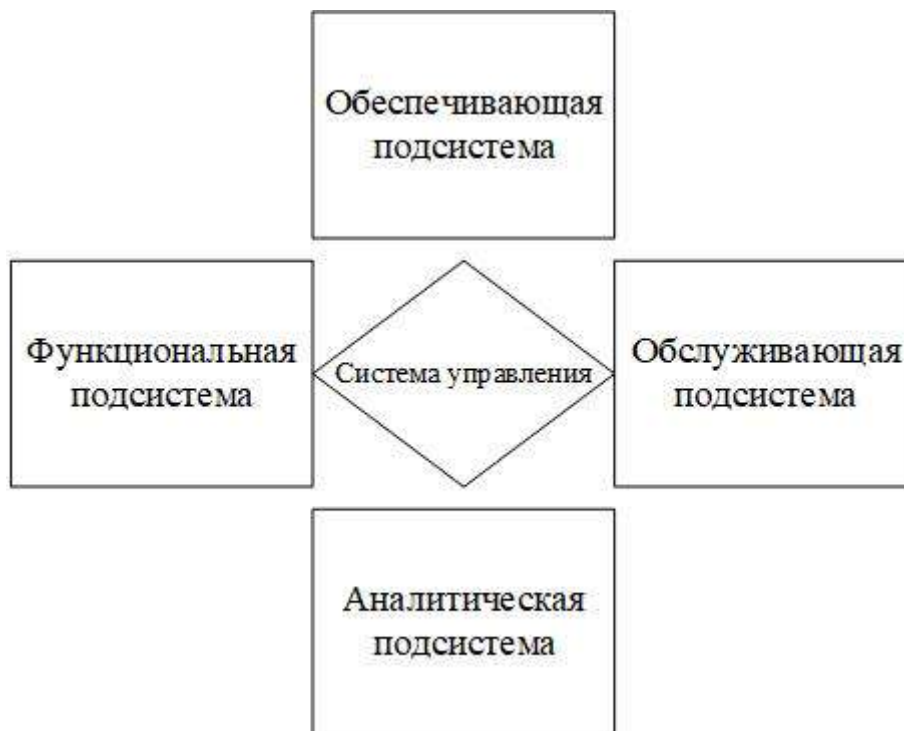 Обеспечивающая
подсистема
Функциональная
подсистема
Система управления
Обслуживающая
подсистема
Аналитическая
подсистема